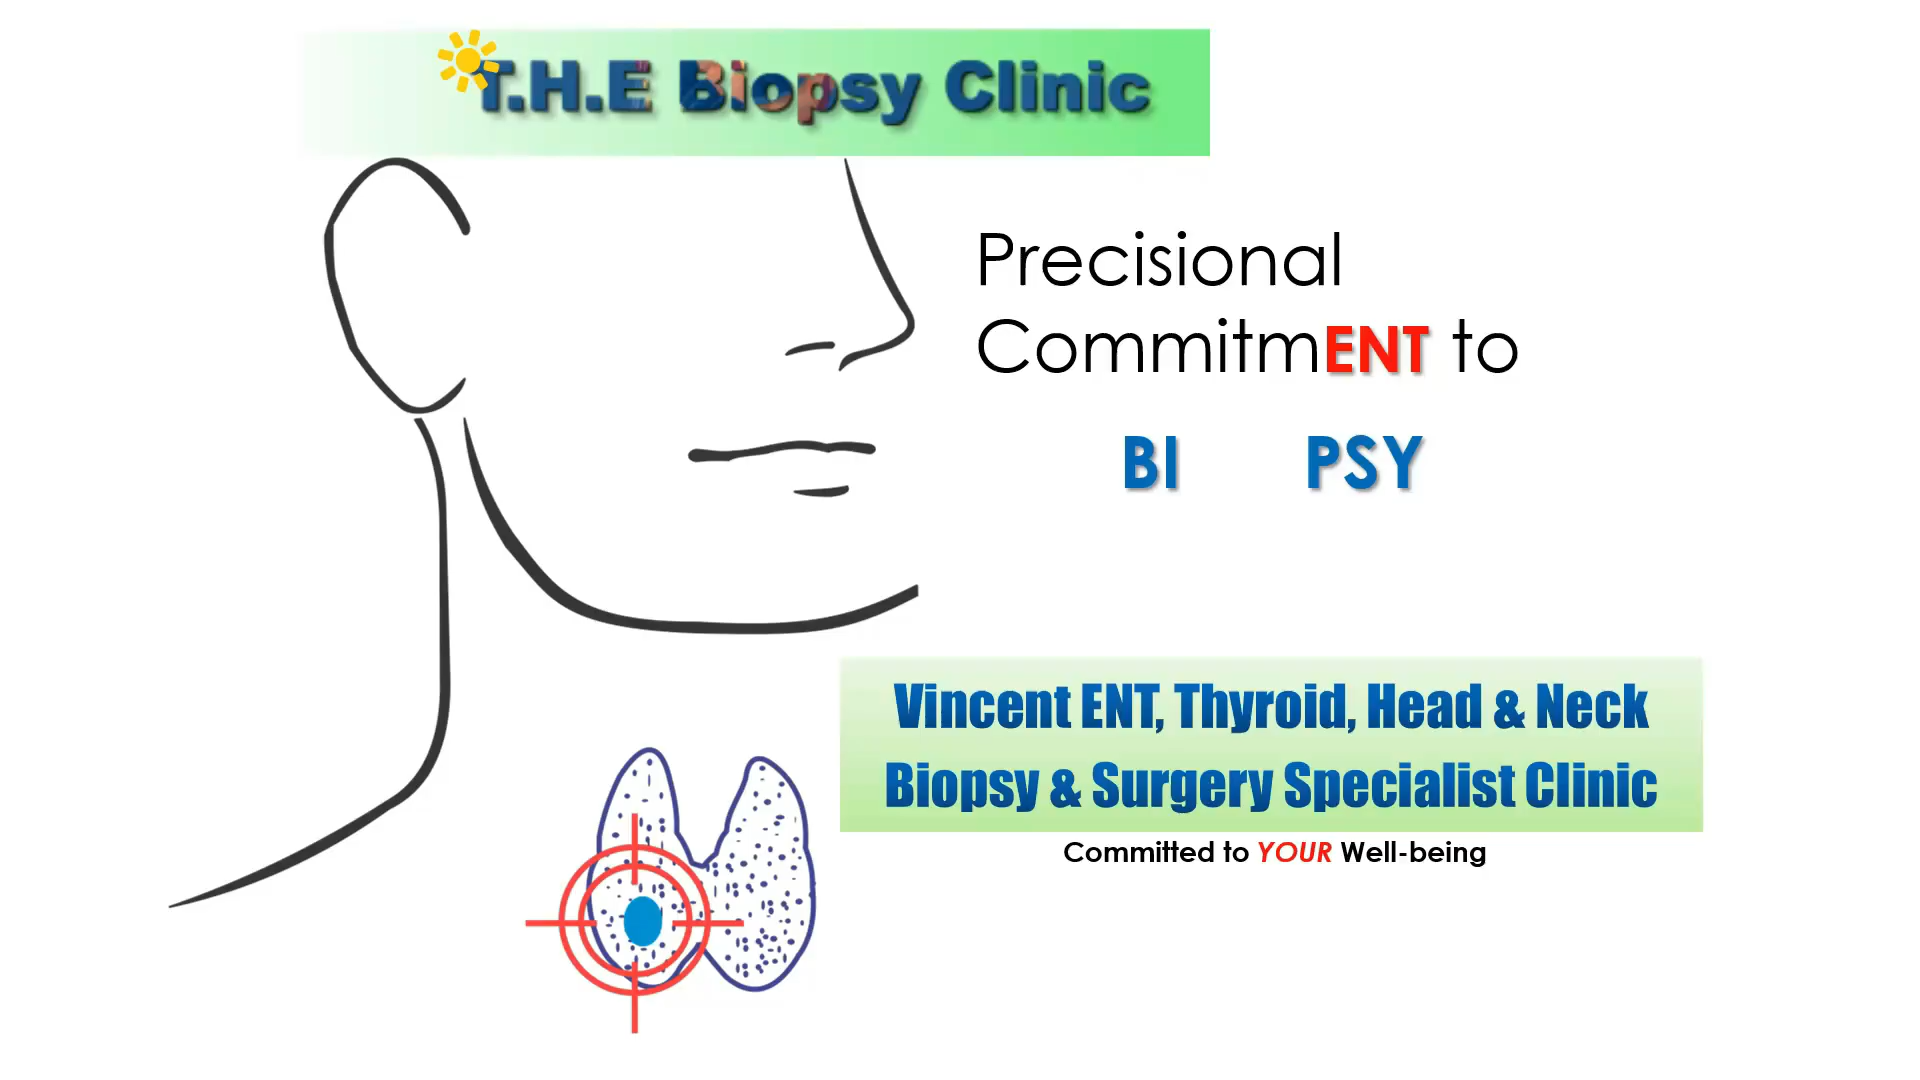 T.H.E Biopsy Clinic
Precisional
CommitmENT to
BI PSY
Vincent ENT, Thyroid, Head & Neck
Biopsy & Surgery Specialist Clinic
Committed to YOUR Well-being